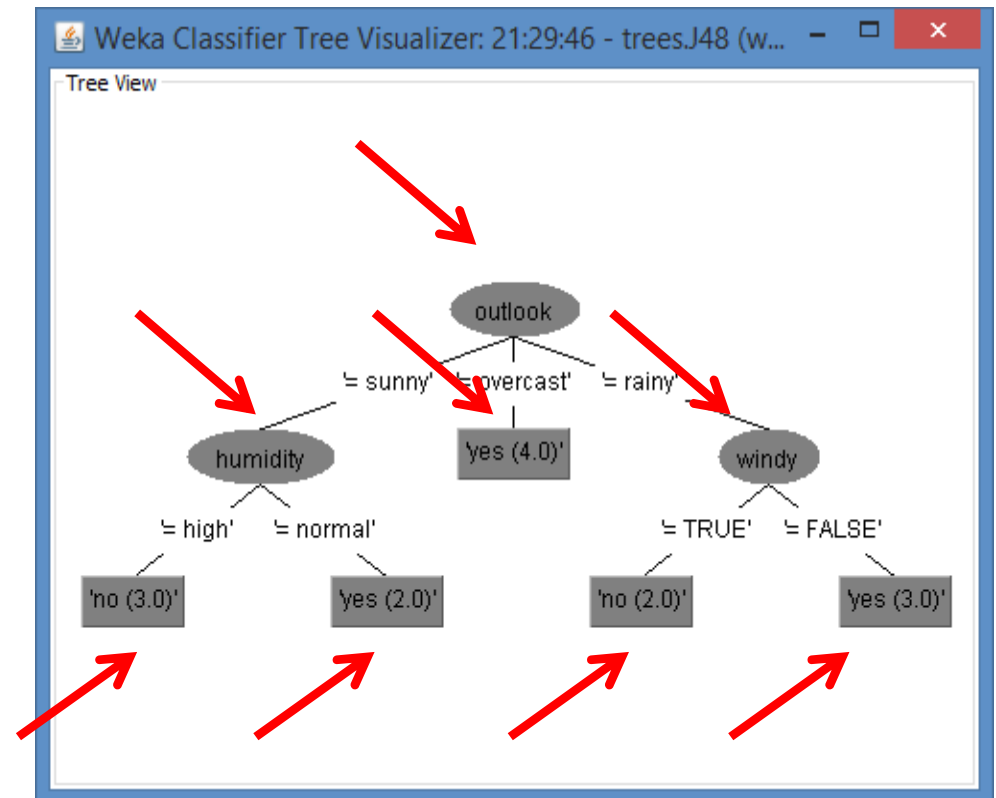 Weka Classifier Tree Visualizer: 21:29:46 - trees.J48 (w...
Tree View
outlook
'= sunny' '= overcast' '= rainy'
humidity 'yes (4.0)' windy
'= high' '= normal' '= TRUE' '= FALSE'
'no (3.0)' 'yes (2.0)' 'no (2.0)' 'yes (3.0)'